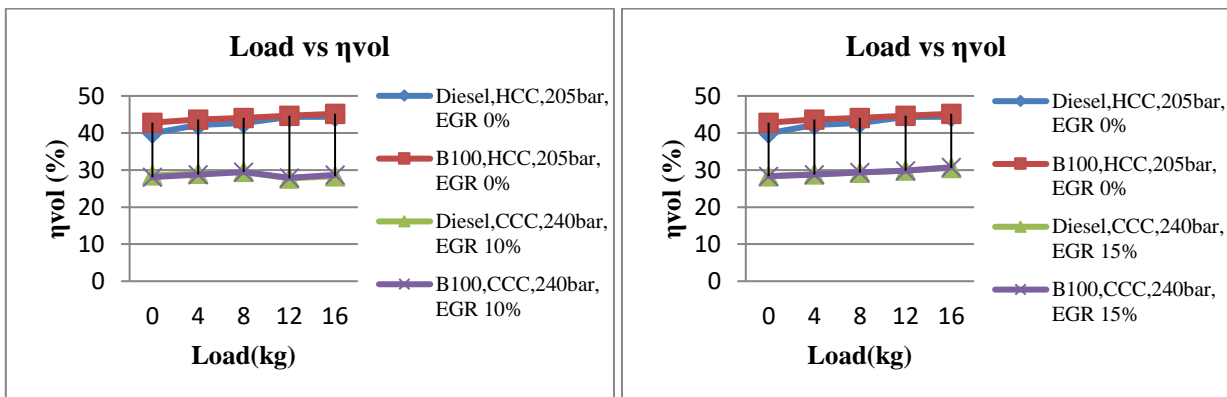 Load vs ηvol
ηvol (%)
50
40
30
20
10
0
0 4 8 12 16
Load(kg)
Diesel,HCC,205bar,
EGR 0%
B100,HCC,205bar,
EGR 0%
Diesel,CCC,240bar,
EGR 10%
B100,CCC,240bar,
EGR 10%
Load vs ηvol
ηvol (%)
50
40
30
20
10
0
0 4 8 12 16
Load(kg)
Diesel,HCC,205bar,
EGR 0%
B100,HCC,205bar,
EGR 0%
Diesel,CCC,240bar,
EGR 15%
B100,CCC,240bar,
EGR 15%